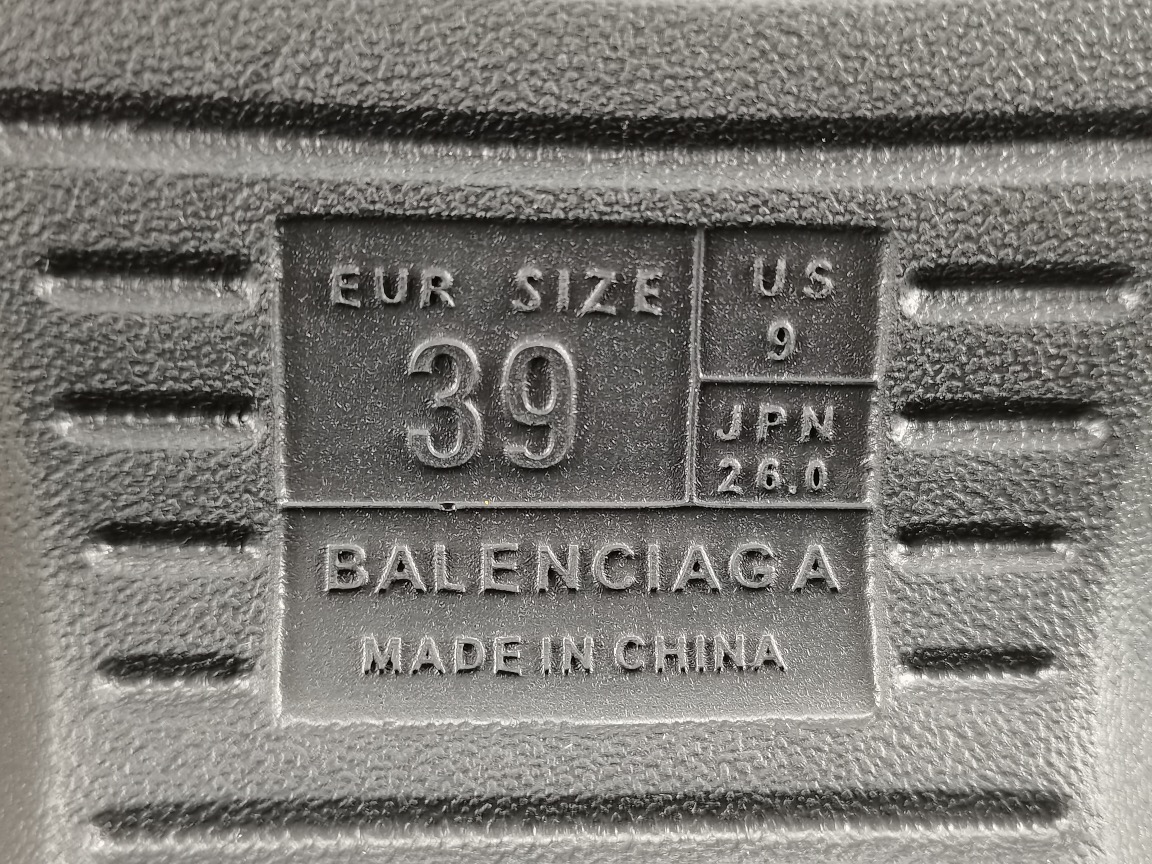 EUR SIZE
39
US
9
JPN
26.0
BALENCIAGA
MADE IN CHINA